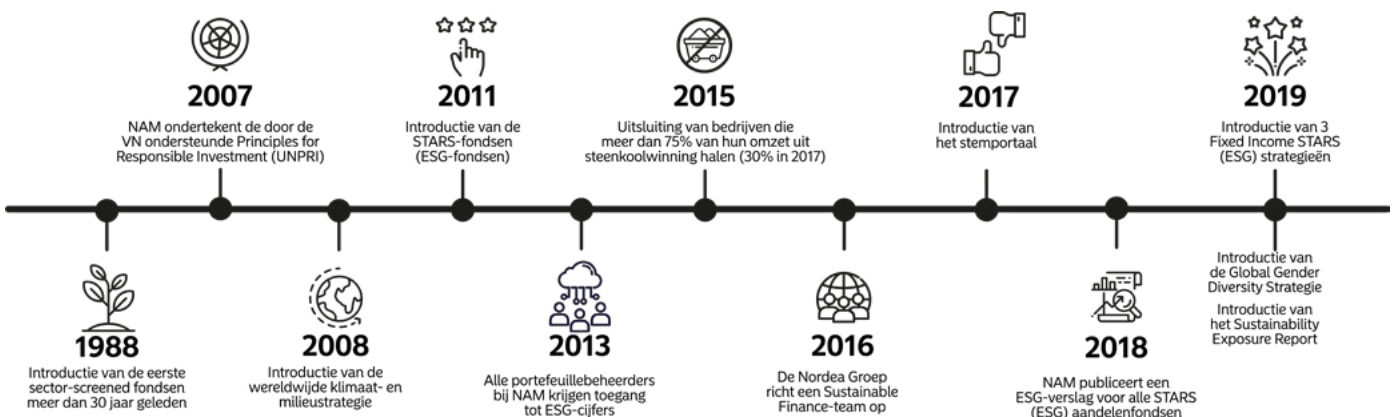 2007
NAM ondertekent de door de
VN ondersteunde Principles for
Responsible Investment (UNPRI)
2011
Introductie van de
STARS-fondsen
(ESG-fondsen)
2015
Uitsluiting van bedrijven die
meer dan 75% van hun omzet uit
steenkoolwinning halen (30% in 2017)
2017
Introductie van
het stemportaal
2019
Introductie van 3
Fixed Income STARS
(ESG) strategieën
1988
Introductie van de eerste
sector-screened fondsen
meer dan 30 jaar geleden
2008
Introductie van de
wereldwijde klimaat- en
milieustrategie
2013
Alle portefeuillebeheerders
bij NAM krijgen toegang
tot ESG-cijfers
2016
De Nordea Groep
richt een Sustainable
Finance-team op
2018
NAM publiceert een
ESG-verslag voor alle STARS
(ESG) aandelenfondsen
Introductie van
de Global Gender
Diversity Strategie
Introductie van
het Sustainability
Exposure Report